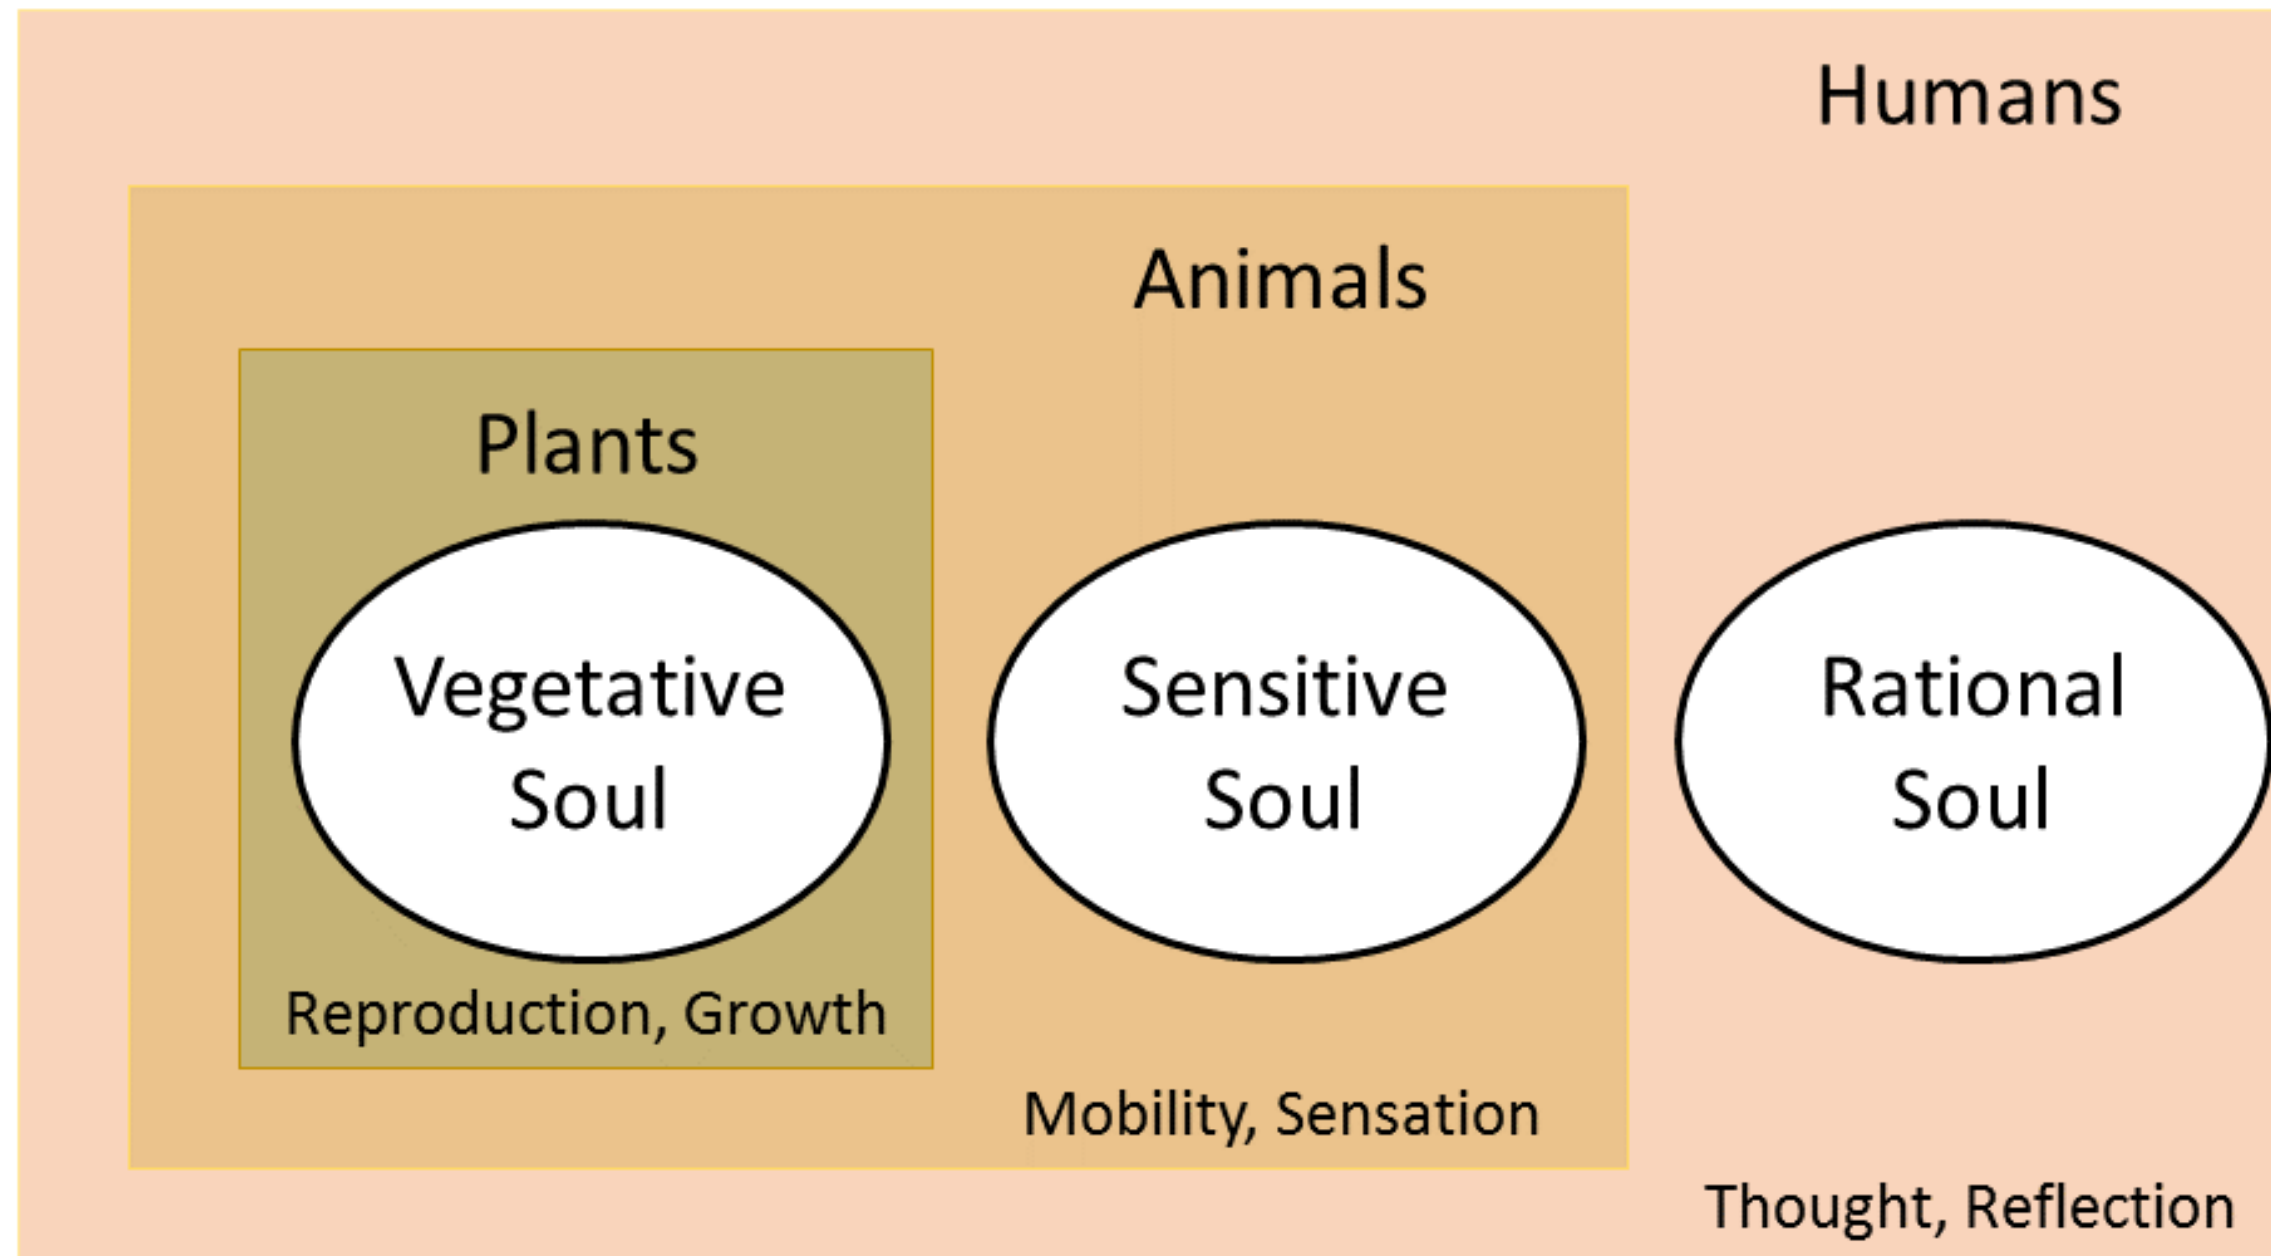 Humans
Animals
Plants
Vegetative
Soul
Sensitive
Soul
Rational
Soul
Reproduction, Growth
Mobility, Sensation
Thought, Reflection